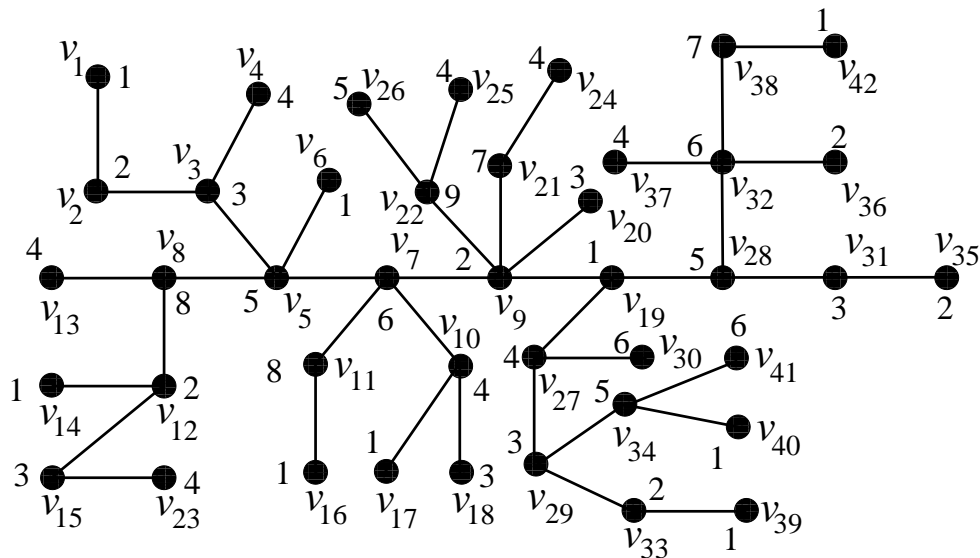 v1 1
v4 4
v26 5
v25 4
v24 4
7 v38
1 v42
v2 2
v3 3
v6 1
v22 9
v21 7
v20 3
v37 4
6 v32
2 v36
4 v13
v8 8
5 v5
v7 6
2 v9
1 v19
5 v28
v31 3
v35 2
1 v14
2 v12
8 v11
v10 4
4 v27
6 v30
6 v41
5 v34
1 v40
3 v15
4 v23
1 v16
1 v17
3 v18
3 v29
2 v33
1 v39